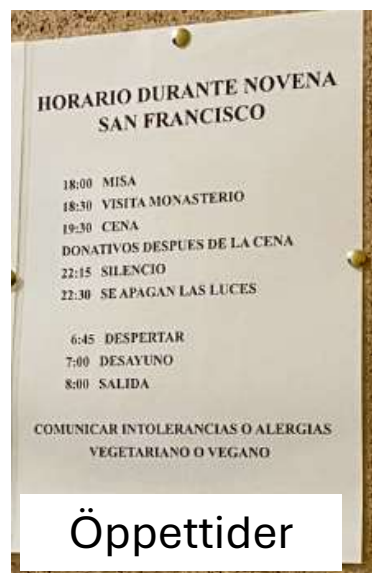 HORARIO DURANTE NOVENA
SAN FRANCISCO
18:00 MISA
18:30 VISITA MONASTERIO
19:30 CENA
DONATIVOS DESPUES DE LA CENA
22:15 SILENCIO
22:30 SE APAGAN LAS LUCES
6:45 DESPERTAR
7:00 DESAYUNO
8:00 SALIDA
COMUNICAR INTOLERANCIAS O ALERGIAS
VEGETARIANO O VEGANO
Öppettider